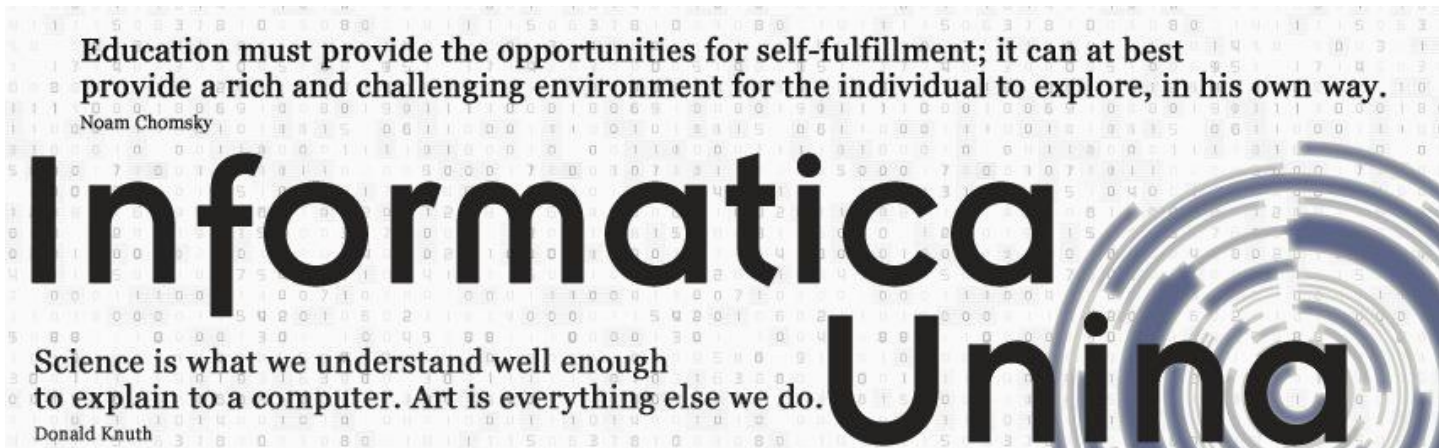 Education must provide the opportunities for self-fulfillment; it can at best
provide a rich and challenging environment for the individual to explore, in his own way.
Noam Chomsky
Informatica
Unina
Science is what we understand well enough
to explain to a computer. Art is everything else we do.
Donald Knuth